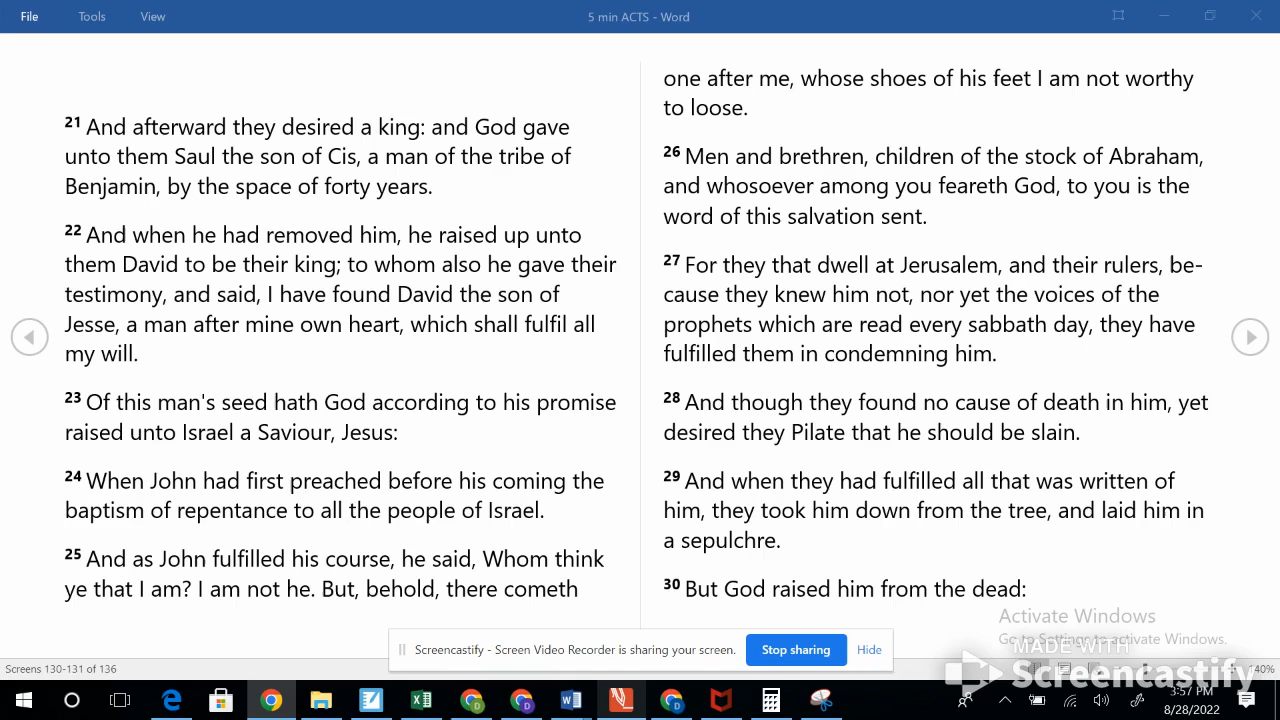 File Tools View 5 min ACTS - Word
21 And afterward they desired a king: and God gave
unto them Saul the son of Cis, a man of the tribe of
Benjamin, by the space of forty years.
22 And when he had removed him, he raised up unto
them David to be their king; to whom also he gave their
testimony, and said, I have found David the son of
Jesse, a man after mine own heart, which shall fulfil all
my will.
23 Of this man's seed hath God according to his promise
raised unto Israel a Saviour, Jesus:
24 When John had first preached before his coming the
baptism of repentance to all the people of Israel.
25 And as John fulfilled his course, he said, Whom think
ye that I am? I am not he. But, behold, there cometh
one after me, whose shoes of his feet I am not worthy
to loose.
26 Men and brethren, children of the stock of Abraham,
and whosoever among you feareth God, to you is the
word of this salvation sent.
27 For they that dwell at Jerusalem, and their rulers, be-
cause they knew him not, nor yet the voices of the
prophets which are read every sabbath day, they have
fulfilled them in condemning him.
28 And though they found no cause of death in him, yet
desired they Pilate that he should be slain.
29 And when they had fulfilled all that was written of
him, they took him down from the tree, and laid him in
a sepulchre.
30 But God raised him from the dead:
Activate Windows
Go to Settings to activate Windows.
Screencastify - Screen Video Recorder is sharing your screen. Stop sharing Hide
MADE WITH
Screencastify
Screens 130-131 of 136
140%
3:57 PM
8/28/2022